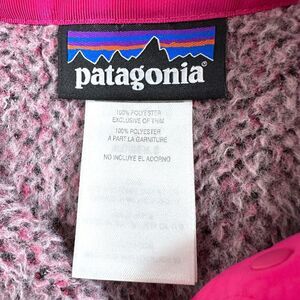 patagonia®
100% POLYESTER
EXCLUSIVE OF TRIM
100% POLYESTER
À PART LA GARNITURE
NO INCLUYE EL ADORNO